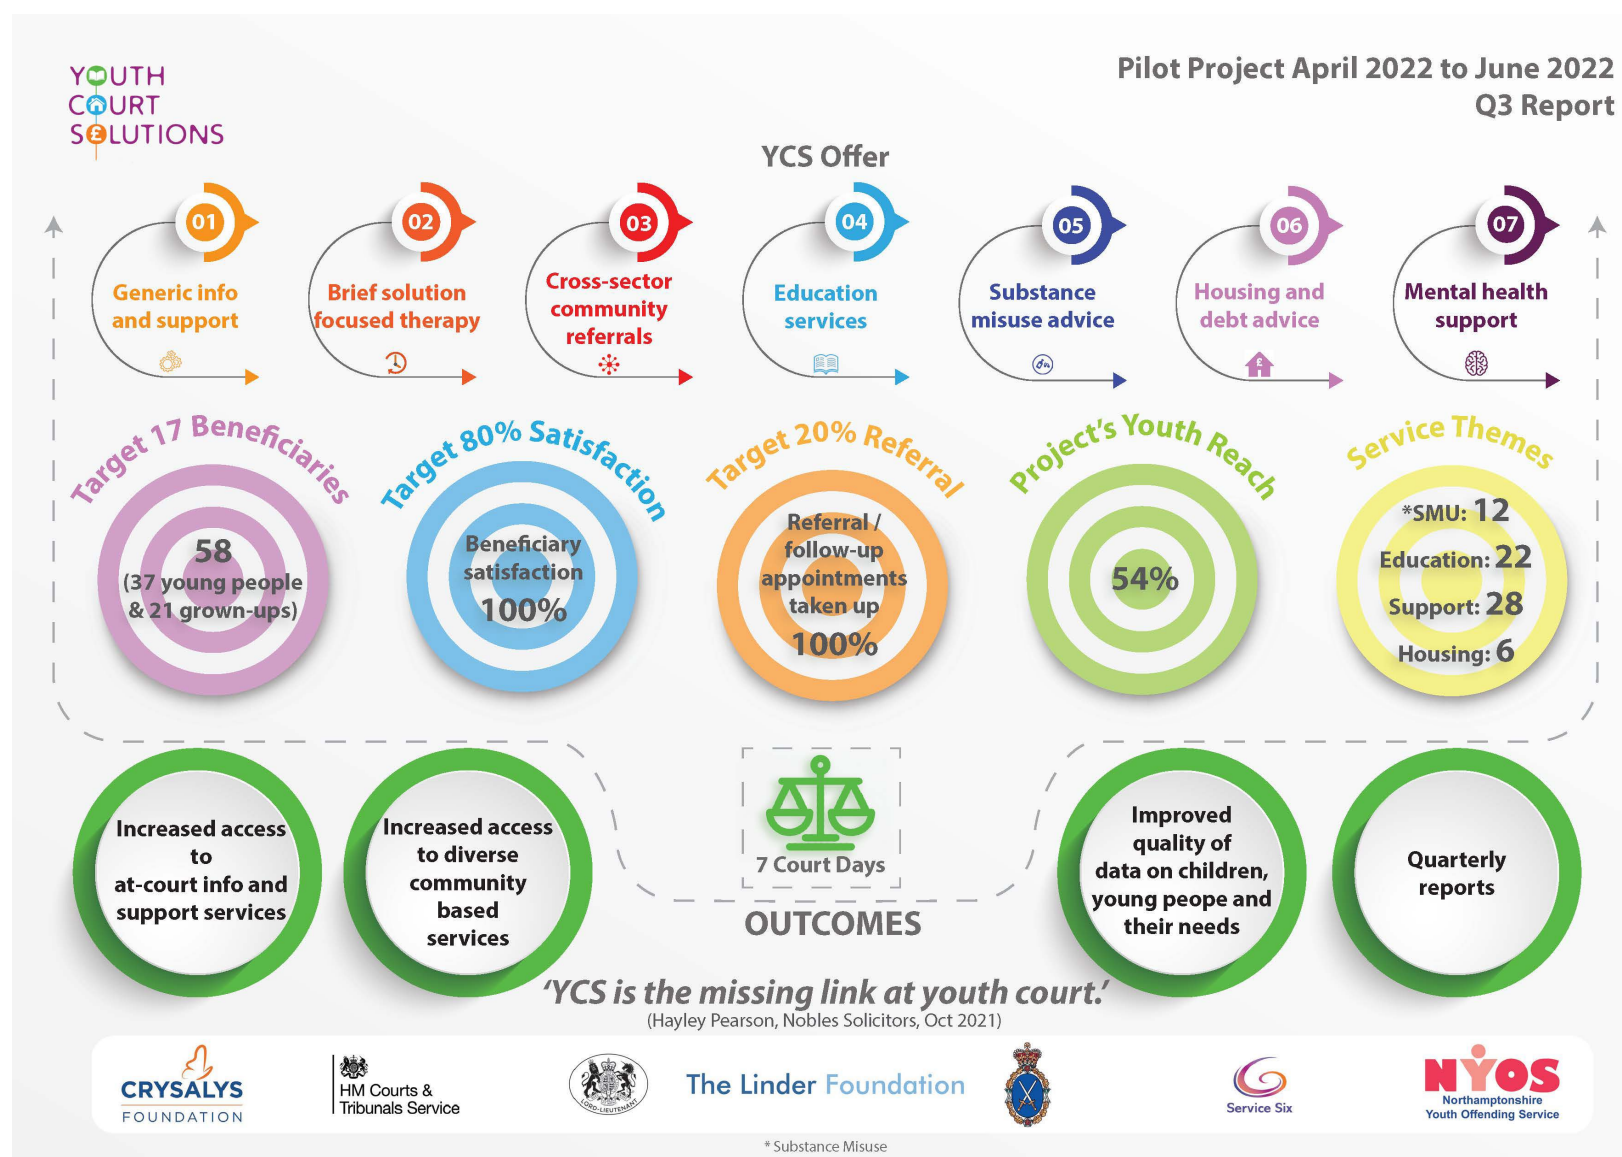 YOUTH
COURT
SOLUTIONS
Pilot Project April 2022 to June 2022
Q3 Report
YCS Offer
01
Generic info
and support
02
Brief solution
focused therapy
03
Cross-sector
community
referrals
04
Education
services
05
Substance
misuse advice
06
Housing and
debt advice
£
07
Mental health
support
Target 17 Beneficiaries
58
(37 young people
& 21 grown-ups)
Target 80% Satisfaction
Beneficiary
satisfaction
100%
Target 20% Referral
Referral /
follow-up
appointments
taken up
100%
Project's Youth Reach
54%
Service Themes
*SMU: 12
Education: 22
Support: 28
Housing: 6
Increased access
to
at-court info and
support services
Increased access
to diverse
community
based
services
7 Court Days
OUTCOMES
Improved
quality of
data on children,
young peope and
their needs
Quarterly
reports
'YCS is the missing link at youth court.'
(Hayley Pearson, Nobles Solicitors, Oct 2021)
CRYSALYS
FOUNDATION
HM Courts &
Tribunals Service
LORD-LIEUTENANT
The Linder Foundation
Service Six
NYOS
Northamptonshire
Youth Offending Service
* Substance Misuse